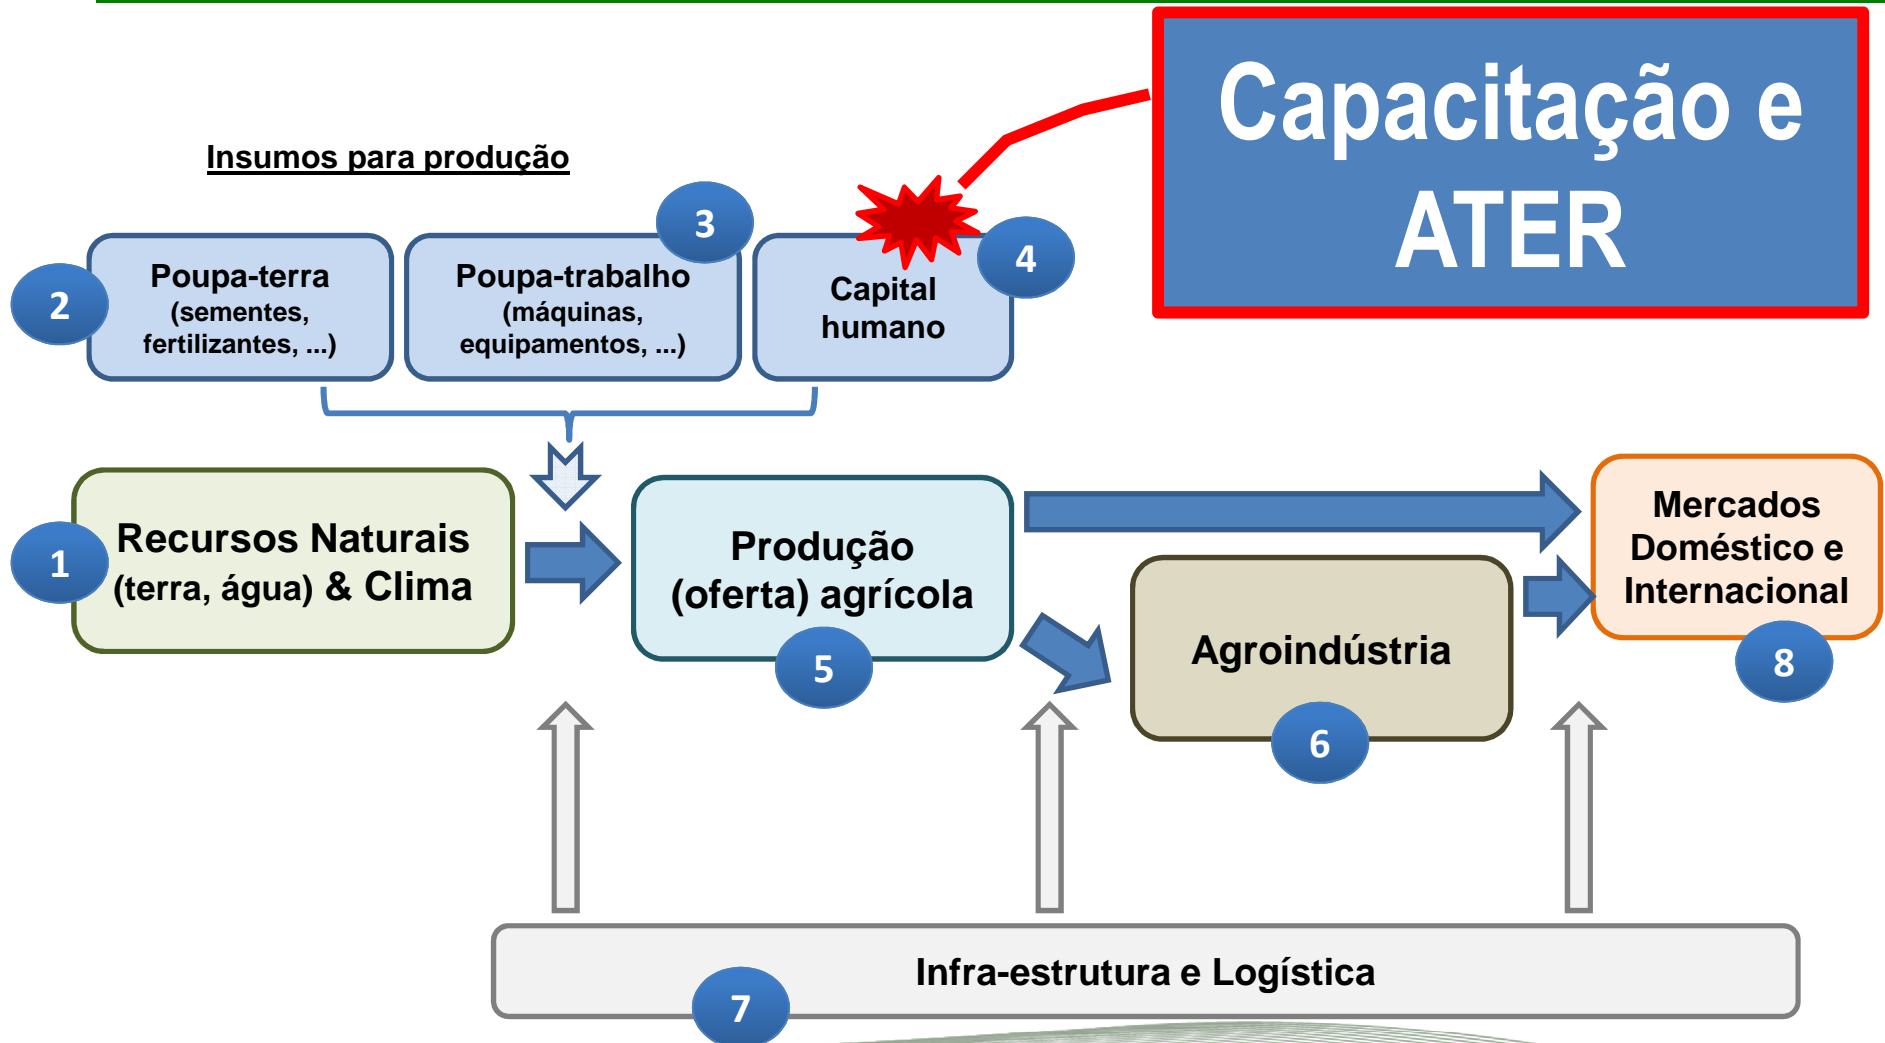 Capacitação e
ATER
Insumos para produção
2
Poupa-terra
(sementes,
fertilizantes, ...)
3
Poupa-trabalho
(máquinas,
equipamentos, ...)
4
Capital
humano
1
Recursos Naturais
(terra, água) & Clima
Produção
(oferta) agrícola
5
Agroindústria
6
Mercados
Doméstico e
Internacional
8
Infra-estrutura e Logística
7